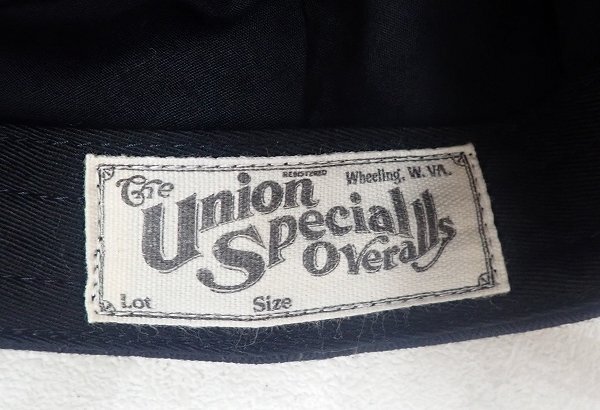 REGISTERED
Wheeling, W. VA.
The Union
Special Overalls
Lot Size